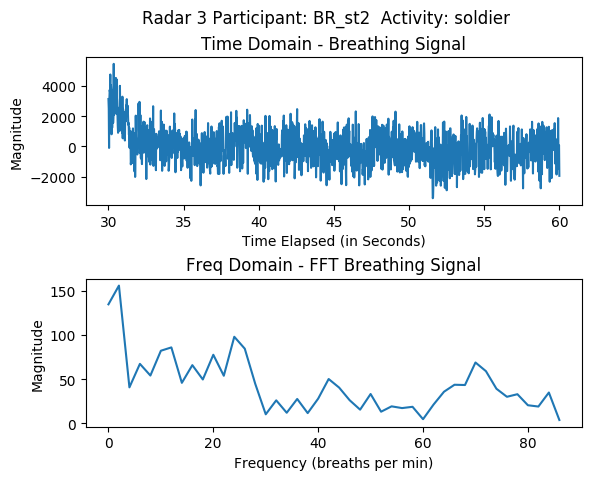 Radar 3 Participant: BR_st2  Activity: soldier
Time Domain - Breathing Signal
Magnitude
4000
2000
0
−2000
30 35 40 45 50 55 60
Time Elapsed (in Seconds)
Freq Domain - FFT Breathing Signal
Magnitude
150
100
50
0
0 20 40 60 80
Frequency (breaths per min)